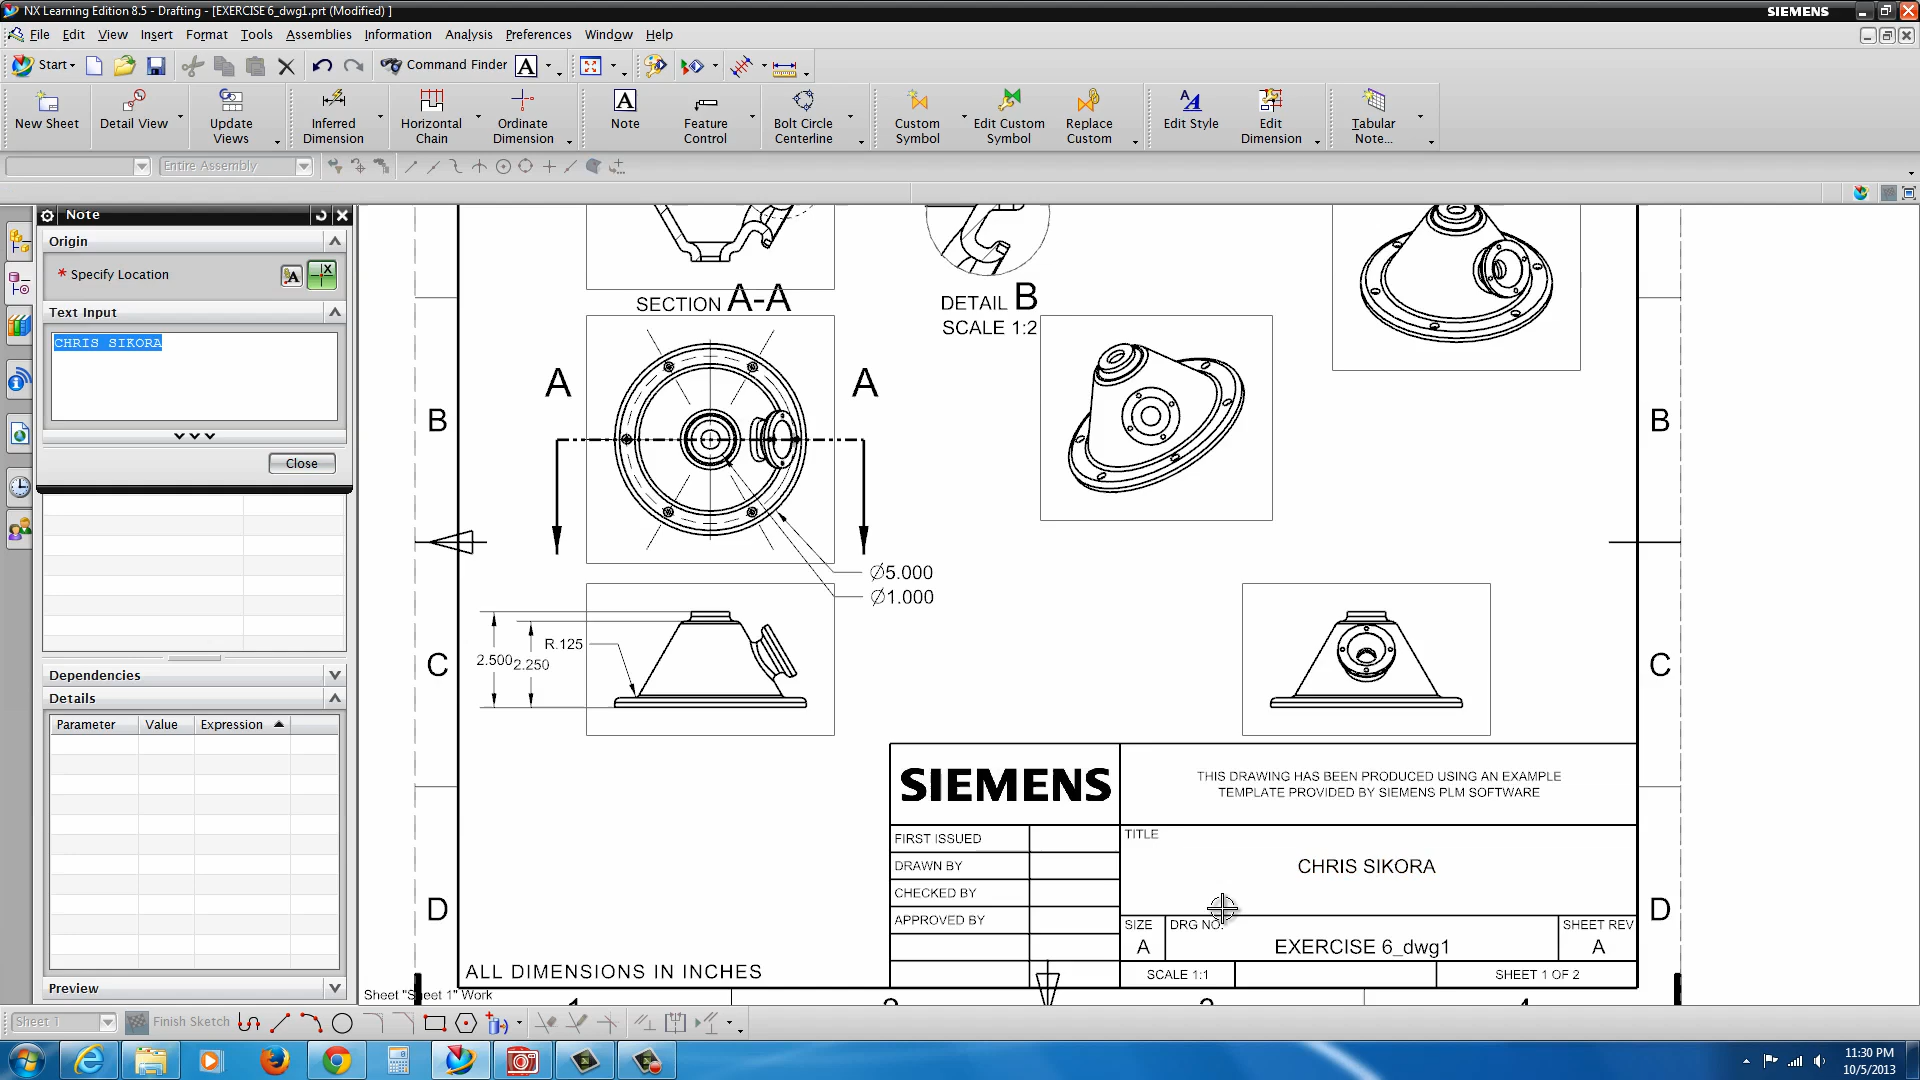 NX Learning Edition 8.5 - Drafting - [EXERCISE 6_dwg1.prt (Modified) ]
SIEMENS
File Edit View Insert Format Tools Assemblies Information Analysis Preferences Window Help
Start Command Finder
New Sheet
Detail View
Update Views
Inferred Dimension
Horizontal Chain
Ordinate Dimension
Note
Feature Control
Bolt Circle Centerline
Custom Symbol
Edit Custom Symbol
Replace Custom
Edit Style
Edit Dimension
Tabular Note...
Entire Assembly
Note
Origin
* Specify Location
Text Input
CHRIS SIKORA
Close
Dependencies
Details
Parameter Value Expression
Preview
SECTION A-A
DETAIL B
SCALE 1:2
A A
B B
∅5.000
∅1.000
R.125
2.500 2.250
C C
SIEMENS
THIS DRAWING HAS BEEN PRODUCED USING AN EXAMPLE
TEMPLATE PROVIDED BY SIEMENS PLM SOFTWARE
FIRST ISSUED
DRAWN BY
CHECKED BY
APPROVED BY
TITLE
CHRIS SIKORA
D D
SIZE
A
DRG NO.
EXERCISE 6_dwg1
SHEET REV
A
SCALE 1:1
SHEET 1 OF 2
ALL DIMENSIONS IN INCHES
Sheet "Sheet 1" Work
Sheet 1 Finish Sketch
11:30 PM
10/5/2013